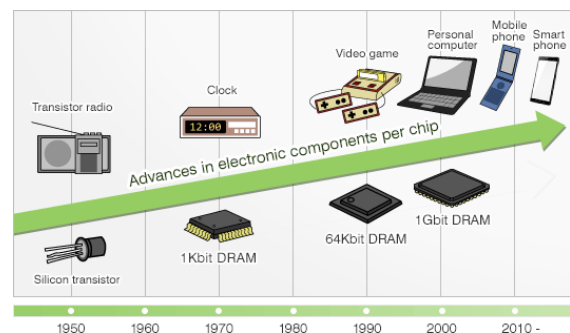 Transistor radio
Clock
12:00
Video game
Personal
computer
Mobile
phone
Smart
phone
Advances in electronic components per chip
Silicon transistor
1Kbit DRAM
64Kbit DRAM
1Gbit DRAM
1950
1960
1970
1980
1990
2000
2010 -